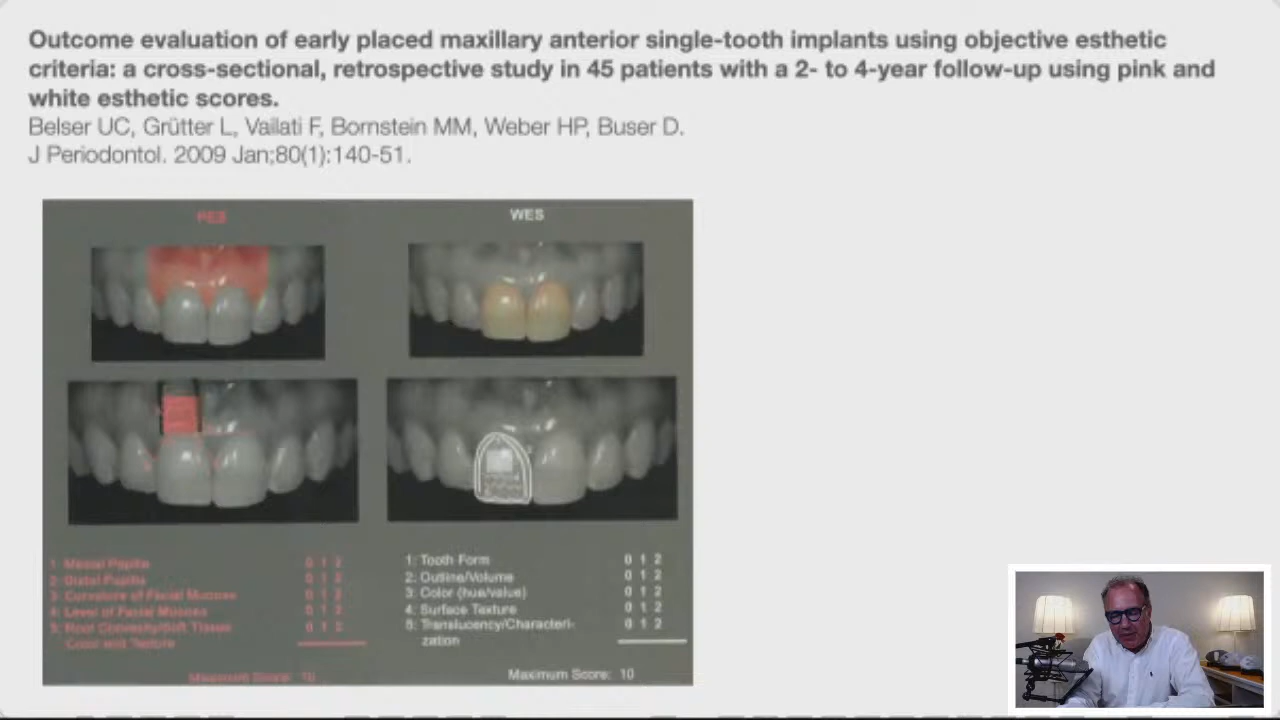 Outcome evaluation of early placed maxillary anterior single-tooth implants using objective esthetic
criteria: a cross-sectional, retrospective study in 45 patients with a 2- to 4-year follow-up using pink and
white esthetic scores.
Belser UC, Grütter L, Vailati F, Bornstein MM, Weber HP, Buser D.
J Periodontol. 2009 Jan;80(1):140-51.
PES
WES
1: Mesial Papilla 0 1 2
2: Distal Papilla 0 1 2
3: Curvature of Facial Mucosa 0 1 2
4: Level of Facial Mucosa 0 1 2
5: Root Convexity/Soft Tissue 0 1 2
Color and Texture
Maximum Score: 10
1: Tooth Form 0 1 2
2: Outline/Volume 0 1 2
3: Color (hue/value) 0 1 2
4: Surface Texture 0 1 2
5: Translucency/Characteri- 0 1 2
zation
Maximum Score: 10